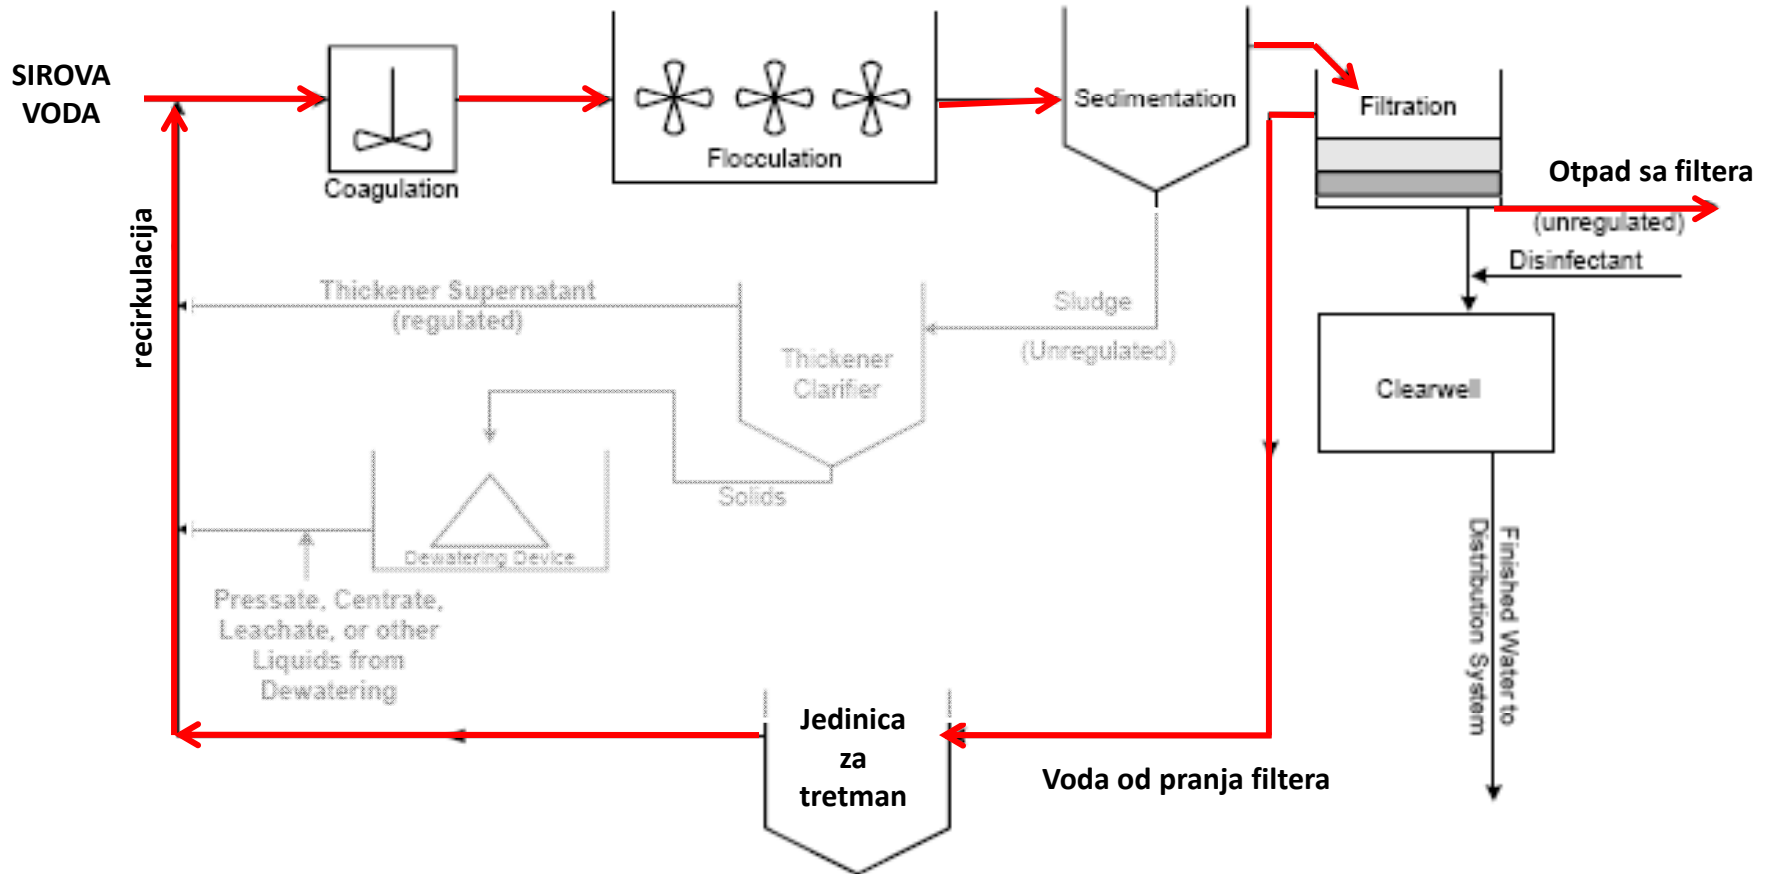 SIROVA
VODA
Coagulation
Flocculation
Sedimentation
Filtration
Otpad sa filtera
(unregulated)
Disinfectant
recirkulacija
Thickener Supernatant
(regulated)
Sludge
(Unregulated)
Thickener
Clarifier
Clearwell
Solids
Dewatering Device
Pressate, Centrate,
Leachate, or other
Liquids from
Dewatering
Finished Water to
Distribution System
Jedinica
za
tretman
Voda od pranja filtera